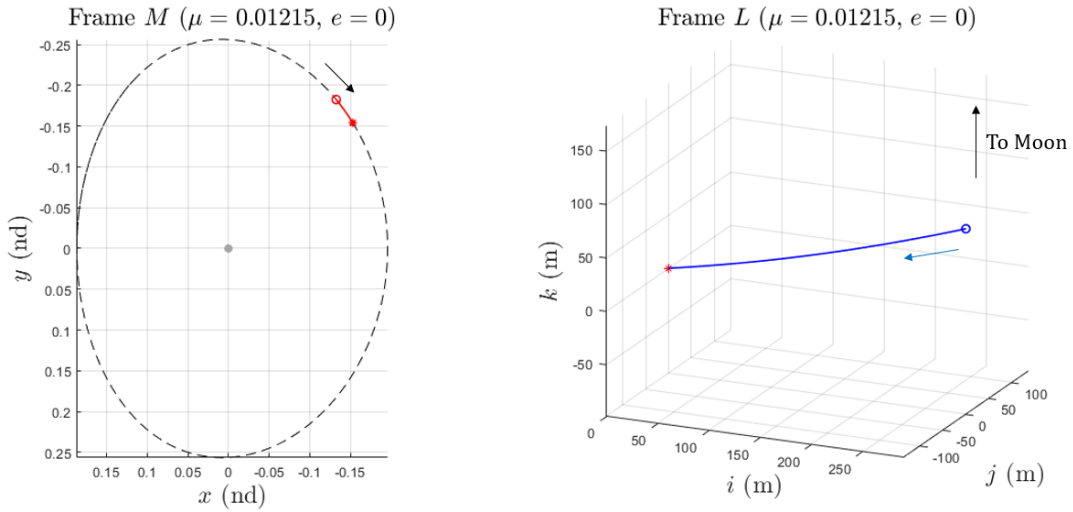 Frame M (μ = 0.01215, e = 0)
-0.25
-0.2
-0.15
-0.1
-0.05
0
0.05
0.1
0.15
0.2
0.25
y (nd)
0.15 0.1 0.05 0 -0.05 -0.1 -0.15
x (nd)
Frame L (μ = 0.01215, e = 0)
To Moon
150
100
50
0
-50
k (m)
0 50 100 150 200 250
i (m)
-100 -50 0 50 100
j (m)